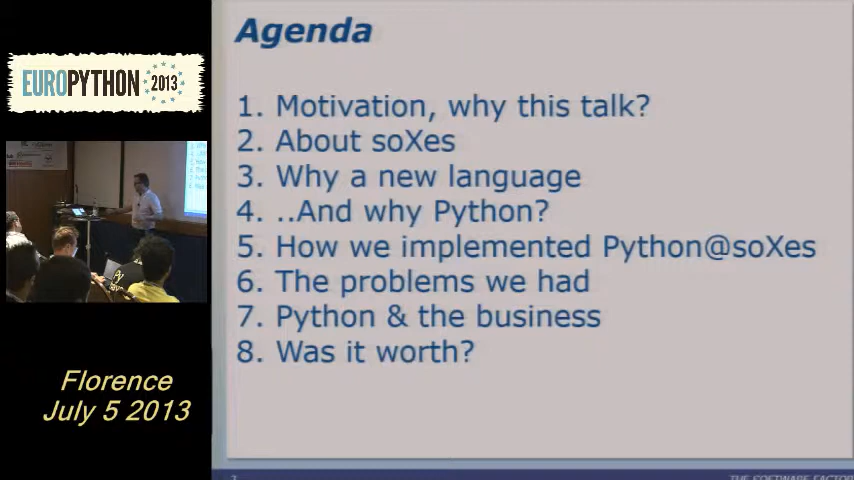 EUROPYTHON 2013
Florence
July 5 2013
Agenda
1. Motivation, why this talk?
2. About soXes
3. Why a new language
4. ..And why Python?
5. How we implemented Python@soXes
6. The problems we had
7. Python & the business
8. Was it worth?
THE SOFTWARE FACTOR